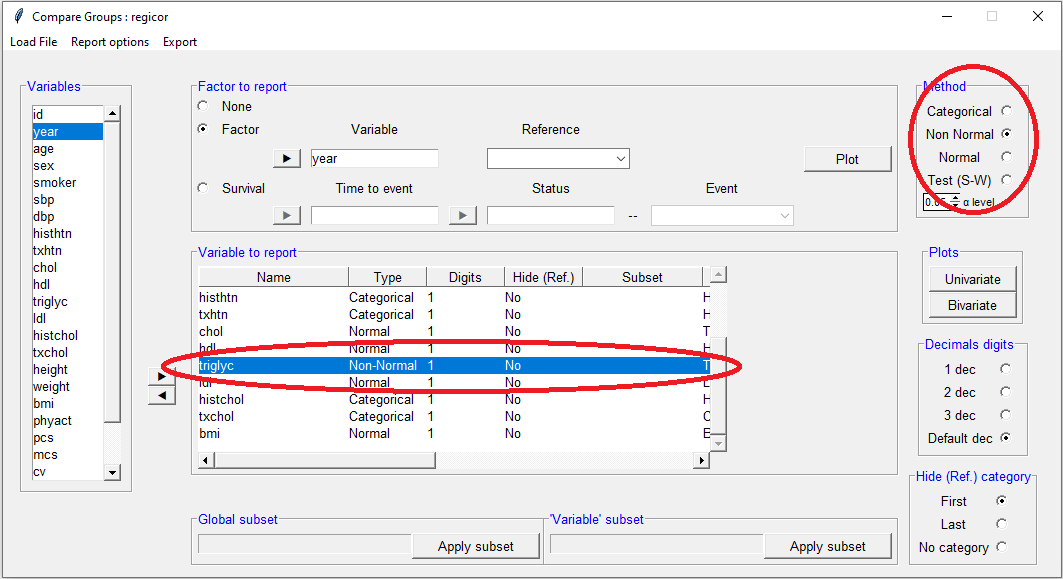 Compare Groups : regicor
Load File Report options Export
Variables
id
year
age
sex
smoker
sbp
dbp
histhtn
txhtn
chol
hdl
triglyc
ldl
histchol
txchol
height
weight
bmi
phyact
pcs
mcs
cv
Factor to report
None
Factor Variable Reference
year
Plot
Survival Time to event Status Event
--
Variable to report
Name Type Digits Hide (Ref.) Subset
histhtn Categorical 1 No H
txhtn Categorical 1 No H
chol Normal 1 No T
hdl Normal 1 No H
triglyc Non-Normal 1 No T
ldl Normal 1 No L
histchol Categorical 1 No H
txchol Categorical 1 No C
bmi Normal 1 No E
Global subset
Apply subset
'Variable' subset
Apply subset
Method
Categorical
Non Normal
Normal
Test (S-W)
0.05 α level
Plots
Univariate
Bivariate
Decimals digits
1 dec
2 dec
3 dec
Default dec
Hide (Ref.) category
First
Last
No category